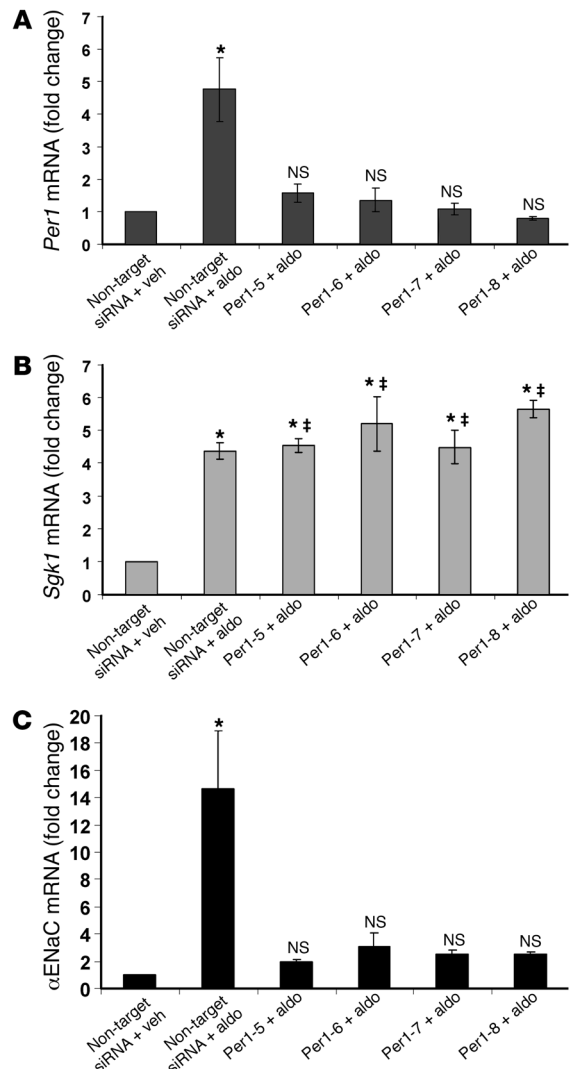 A
Per1 mRNA (fold change)
7
6
5
4
3
2
1
0
*
NS
NS
NS
NS
Non-target
siRNA + veh
Non-target
siRNA + aldo
Per1-5 + aldo
Per1-6 + aldo
Per1-7 + aldo
Per1-8 + aldo
B
Sgk1 mRNA (fold change)
7
6
5
4
3
2
1
0
*
* ‡
* ‡
* ‡
* ‡
Non-target
siRNA + veh
Non-target
siRNA + aldo
Per1-5 + aldo
Per1-6 + aldo
Per1-7 + aldo
Per1-8 + aldo
C
αENaC mRNA (fold change)
20
18
16
14
12
10
8
6
4
2
0
*
NS
NS
NS
NS
Non-target
siRNA + veh
Non-target
siRNA + aldo
Per1-5 + aldo
Per1-6 + aldo
Per1-7 + aldo
Per1-8 + aldo